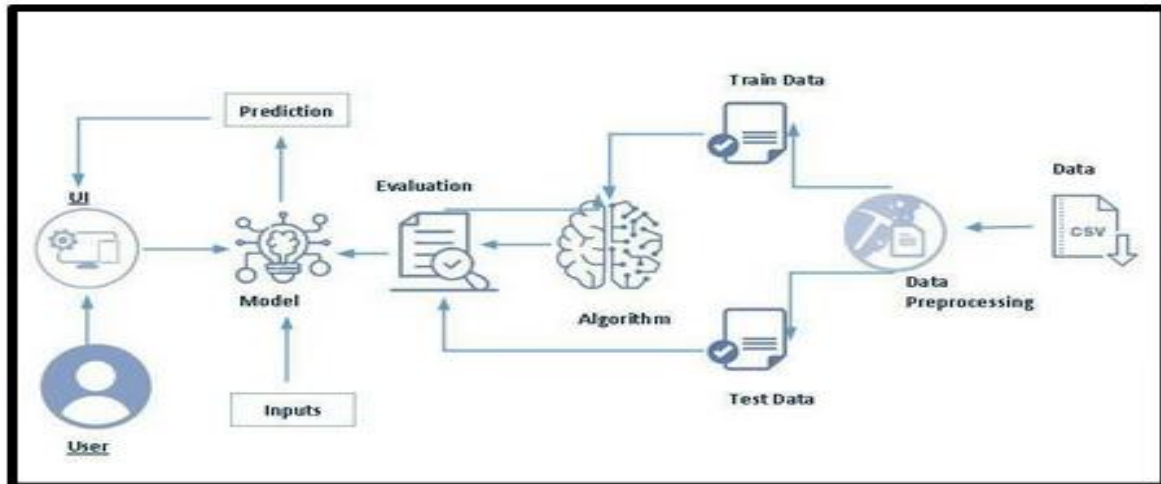 Train Data
Prediction
Data
Evaluation
UI
CSV
Data
Preprocessing
Model
Algorithm
Test Data
Inputs
User